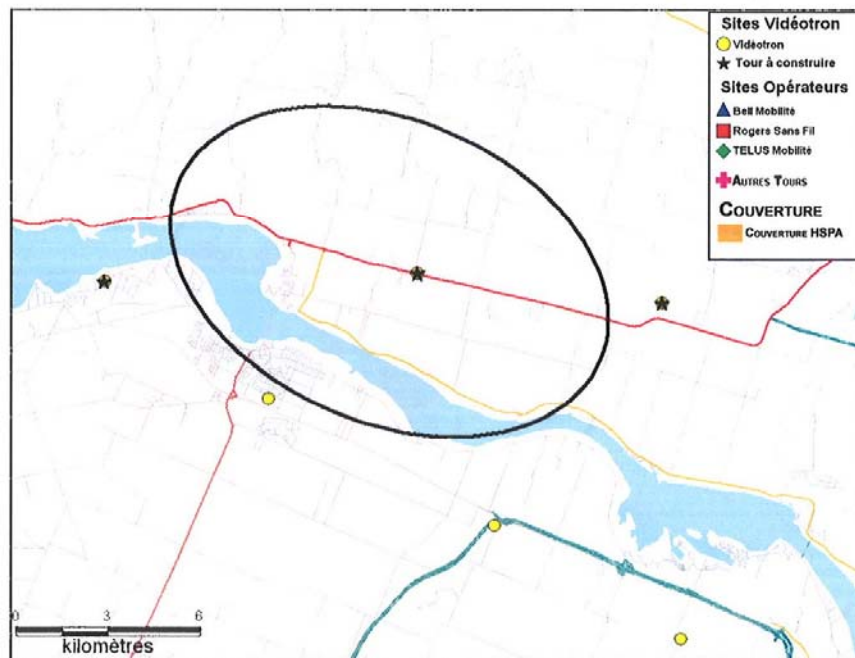 Sites Vidéotron
Vidéotron
Tour à construire
Sites Opérateurs
Bell Mobilité
Rogers Sans Fil
TELUS Mobilité
AUTRES TOURS
COUVERTURE
COUVERTURE HSPA
0 3 6
kilomètres